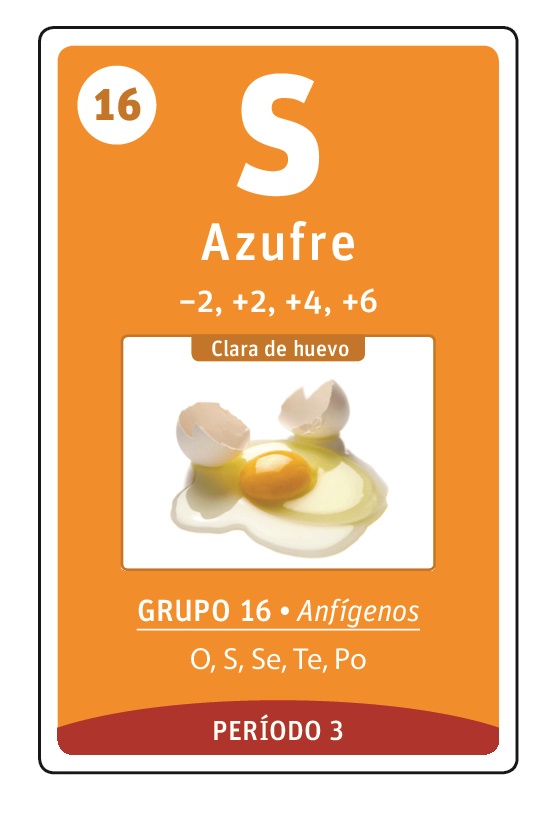 16
S
Azufre
−2, +2, +4, +6
Clara de huevo
GRUPO 16 • Anfígenos
O, S, Se, Te, Po
PERÍODO 3